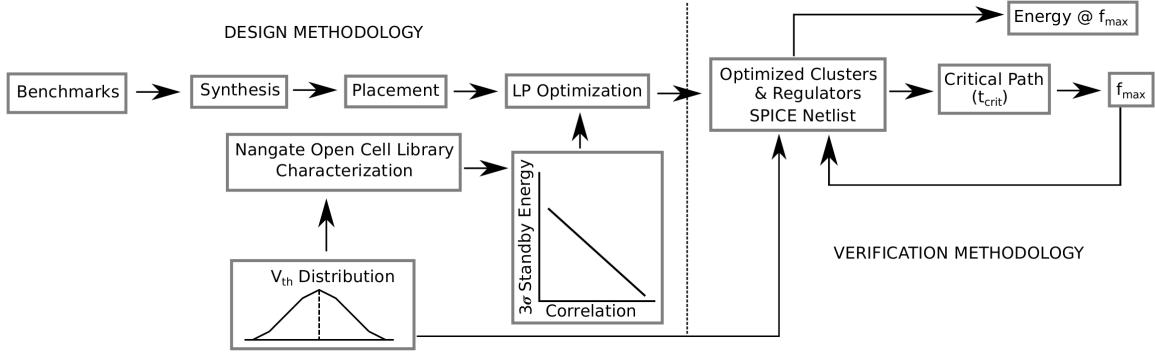 DESIGN METHODOLOGY
Benchmarks
Synthesis
Placement
LP Optimization
Nangate Open Cell Library
Characterization
Vth Distribution
3σ Standby Energy
Correlation
Optimized Clusters
& Regulators
SPICE Netlist
Critical Path
(tcrit)
fmax
Energy @ fmax
VERIFICATION METHODOLOGY